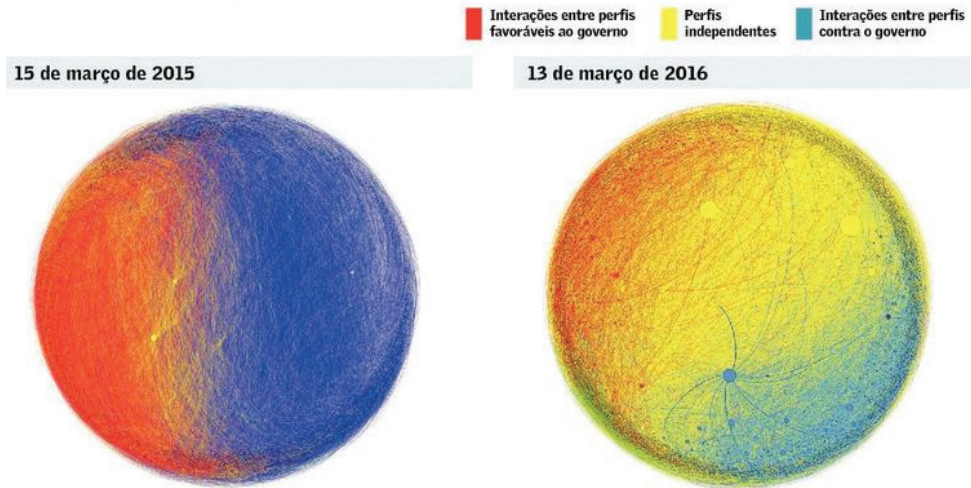 Interações entre perfis
favoráveis ao governo
Perfis
independentes
Interações entre perfis
contra o governo
15 de março de 2015
13 de março de 2016